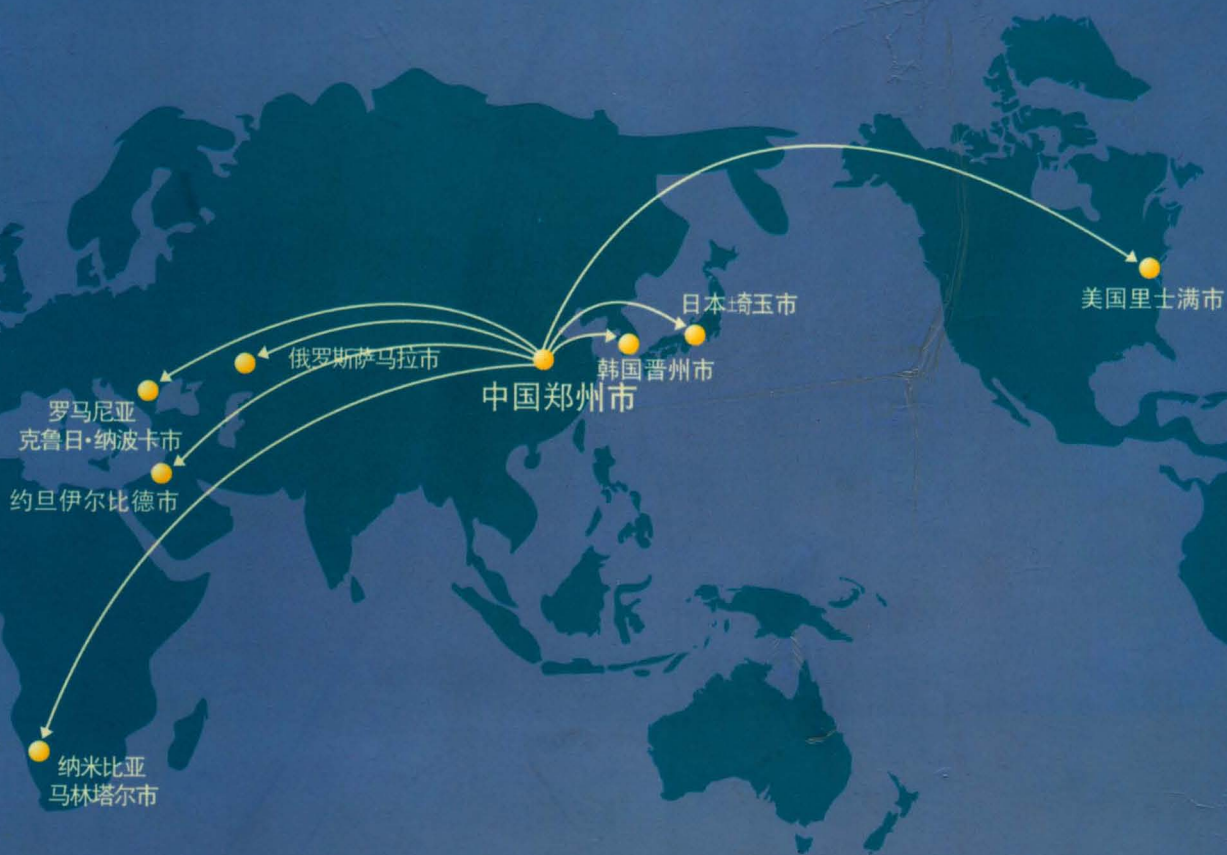 日本埼玉市
美国里士满市
俄罗斯萨马拉市
韩国晋州市
中国郑州市
罗马尼亚
克鲁日·纳波卡市
约旦伊尔比德市
纳米比亚
马林塔尔市